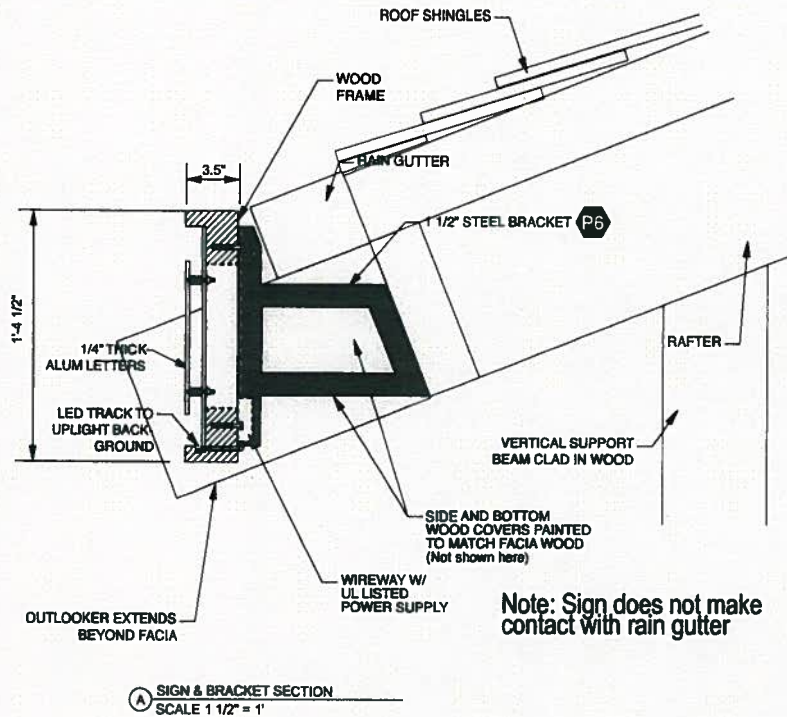 ROOF SHINGLES
WOOD
FRAME
3.5"
RAIN GUTTER
1 1/2" STEEL BRACKET P6
1'-4 1/2"
1/4" THICK
ALUM LETTERS
RAFTER
LED TRACK TO
UPLIGHT BACK-
GROUND
VERTICAL SUPPORT
BEAM CLAD IN WOOD
SIDE AND BOTTOM
WOOD COVERS PAINTED
TO MATCH FACIA WOOD
(Not shown here)
WIREWAY W/
UL LISTED
POWER SUPPLY
OUTLOOKER EXTENDS
BEYOND FACIA
Note: Sign does not make
contact with rain gutter
A SIGN & BRACKET SECTION
SCALE 1 1/2" = 1'